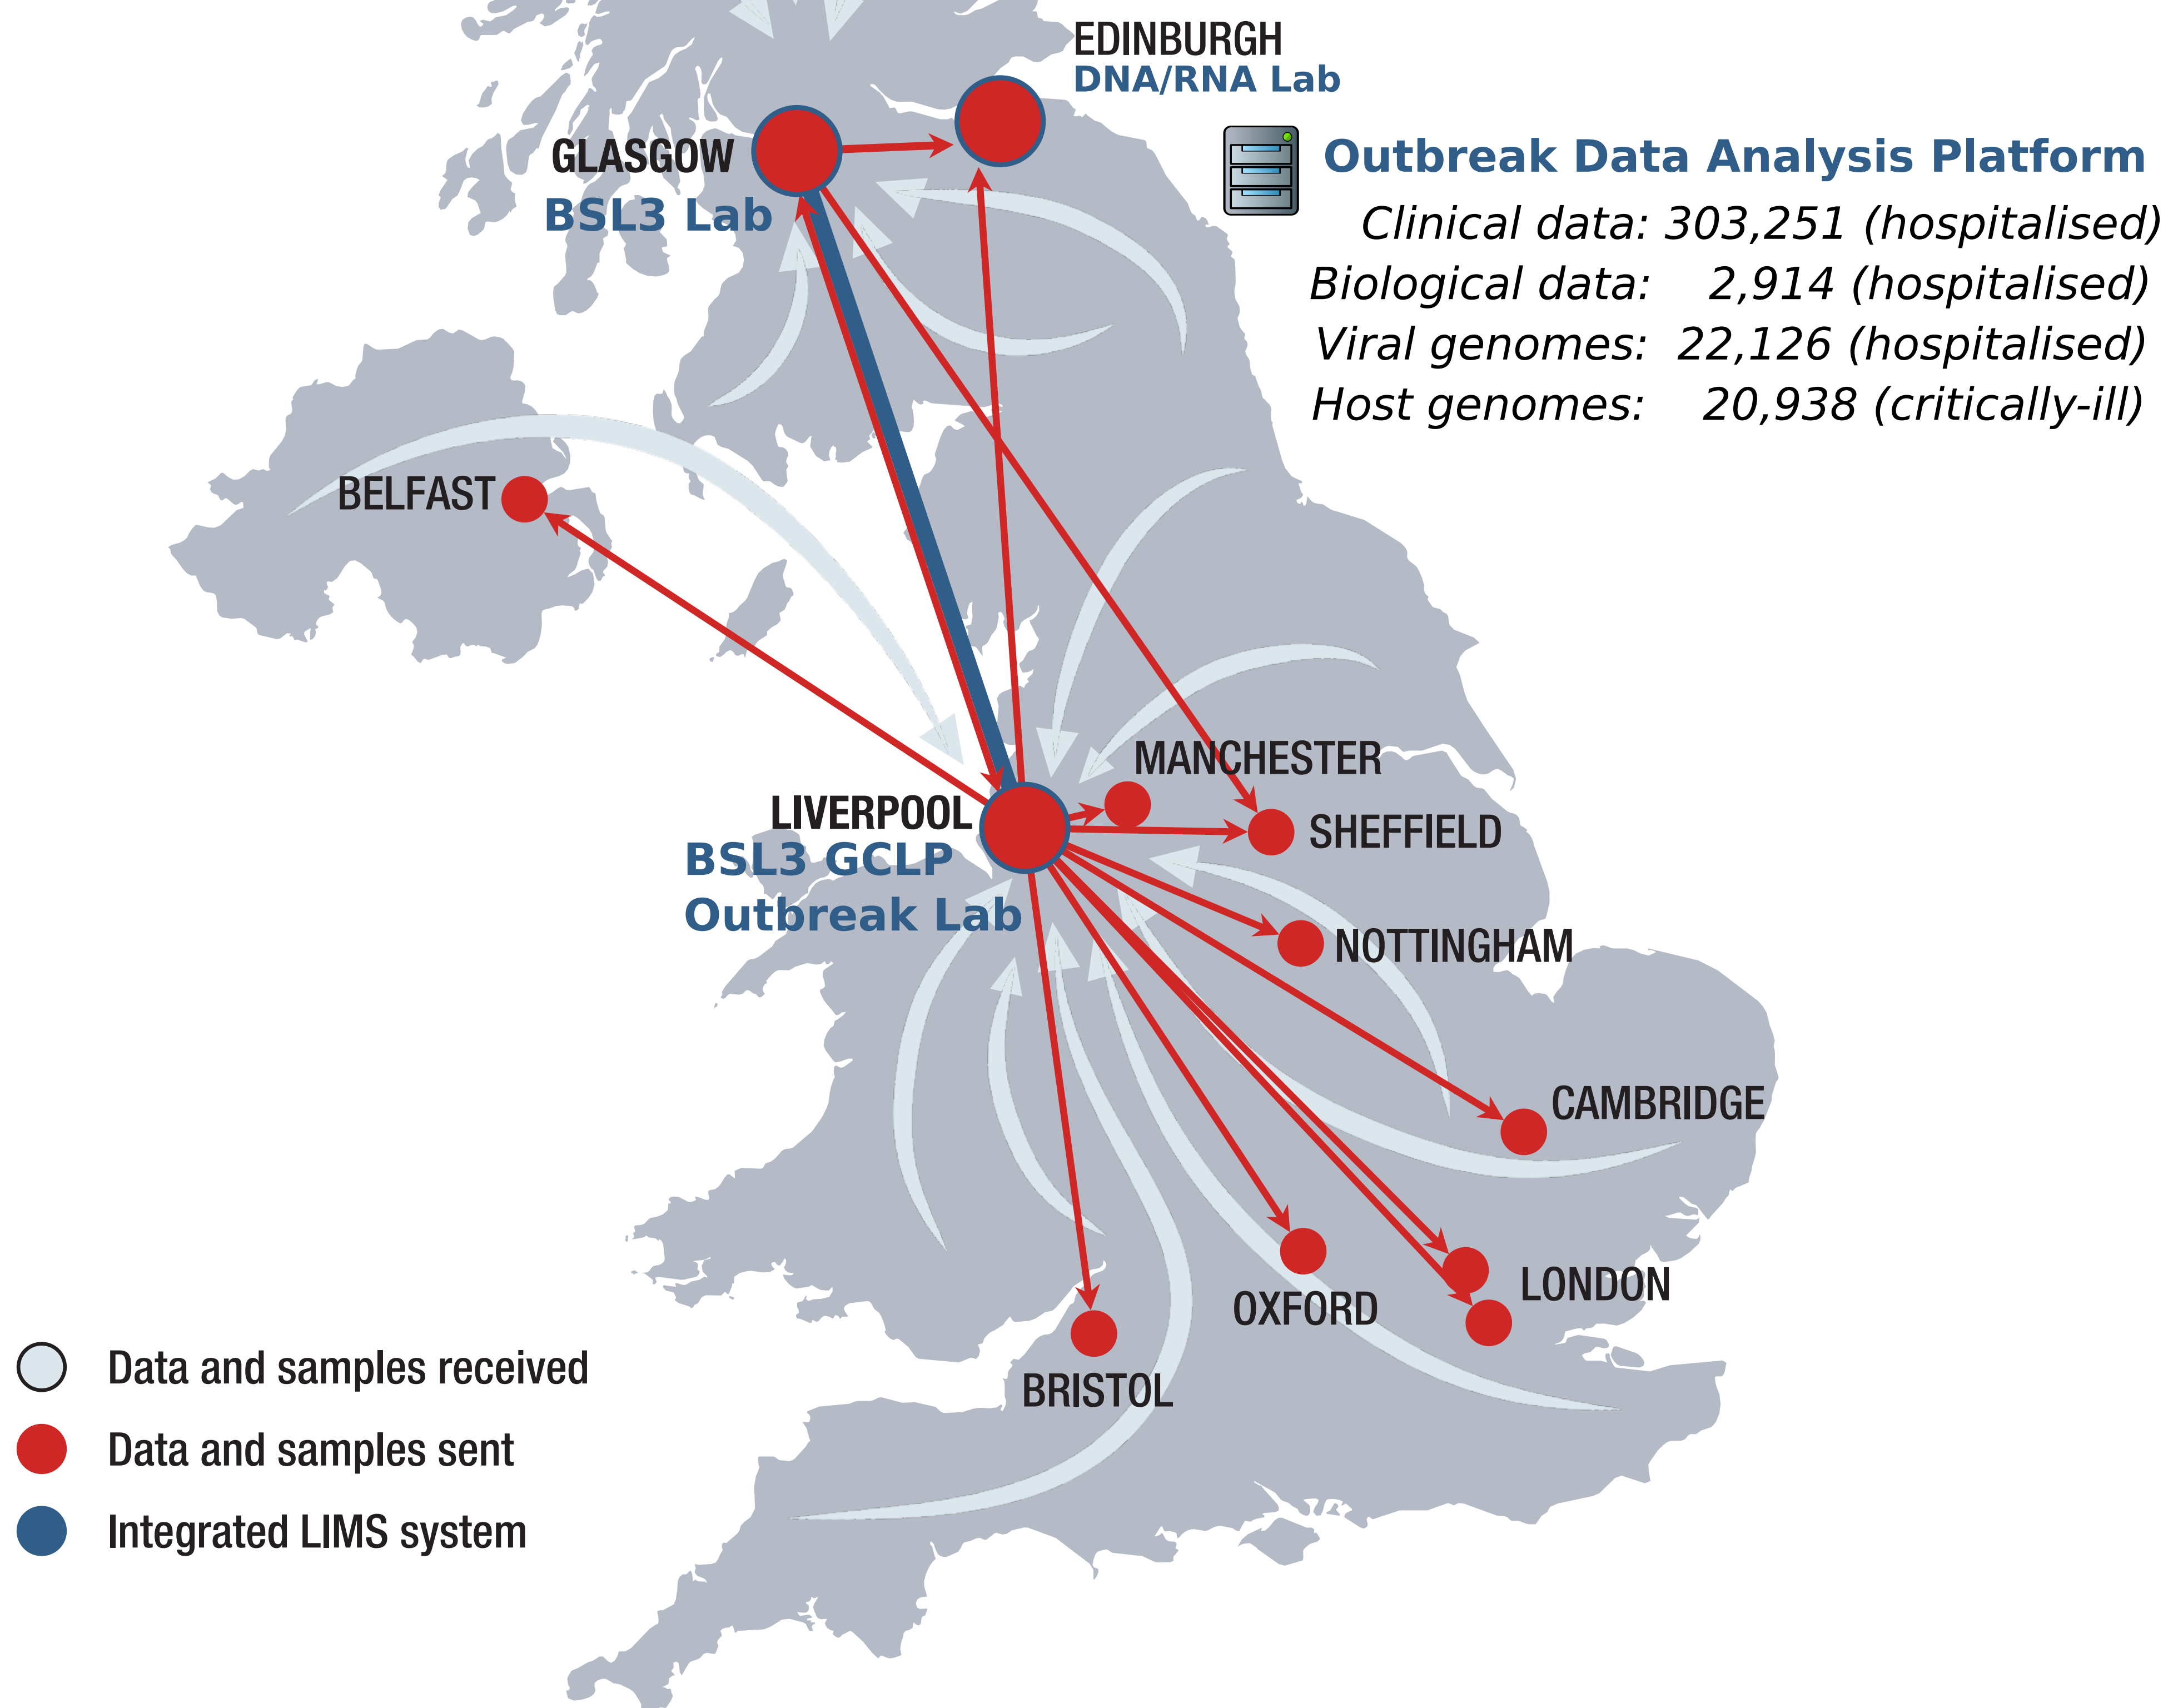 EDINBURGH
DNA/RNA Lab
GLASGOW
BSL3 Lab
Outbreak Data Analysis Platform
Clinical data: 303,251 (hospitalised)
Biological data: 2,914 (hospitalised)
Viral genomes: 22,126 (hospitalised)
Host genomes: 20,938 (critically-ill)
BELFAST
MANCHESTER
LIVERPOOL
BSL3 GCLP
Outbreak Lab
SHEFFIELD
NOTTINGHAM
CAMBRIDGE
LONDON
OXFORD
BRISTOL
Data and samples received
Data and samples sent
Integrated LIMS system